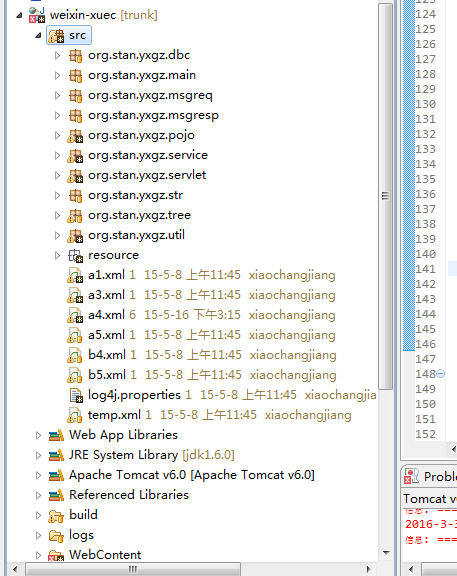 weixin-xuec [trunk]
src
org.stan.yxgz.dbc
org.stan.yxgz.main
org.stan.yxgz.msgreq
org.stan.yxgz.msgresp
org.stan.yxgz.pojo
org.stan.yxgz.service
org.stan.yxgz.servlet
org.stan.yxgz.str
org.stan.yxgz.tree
org.stan.yxgz.util
resource
a1.xml 1 15-5-8 上午11:45 xiaochangjiang
a3.xml 1 15-5-8 上午11:45 xiaochangjiang
a4.xml 6 15-5-16 下午3:15 xiaochangjiang
a5.xml 1 15-5-8 上午11:45 xiaochangjiang
b4.xml 1 15-5-8 上午11:45 xiaochangjiang
b5.xml 1 15-5-8 上午11:45 xiaochangjiang
log4j.properties 1 15-5-8 上午11:45 xiaochangjia
temp.xml 1 15-5-8 上午11:45 xiaochangjiang
Web App Libraries
JRE System Library [jdk1.6.0]
Apache Tomcat v6.0 [Apache Tomcat v6.0]
Referenced Libraries
build
logs
WebContent
124
125
126
127
128
129
130
131
132
133
134
135
136
137
138
139
140
141
142
143
144
145
146
147
148
149
150
151
152
Proble
Tomcat v6
信息: ===
2016-3-3
信息: ===